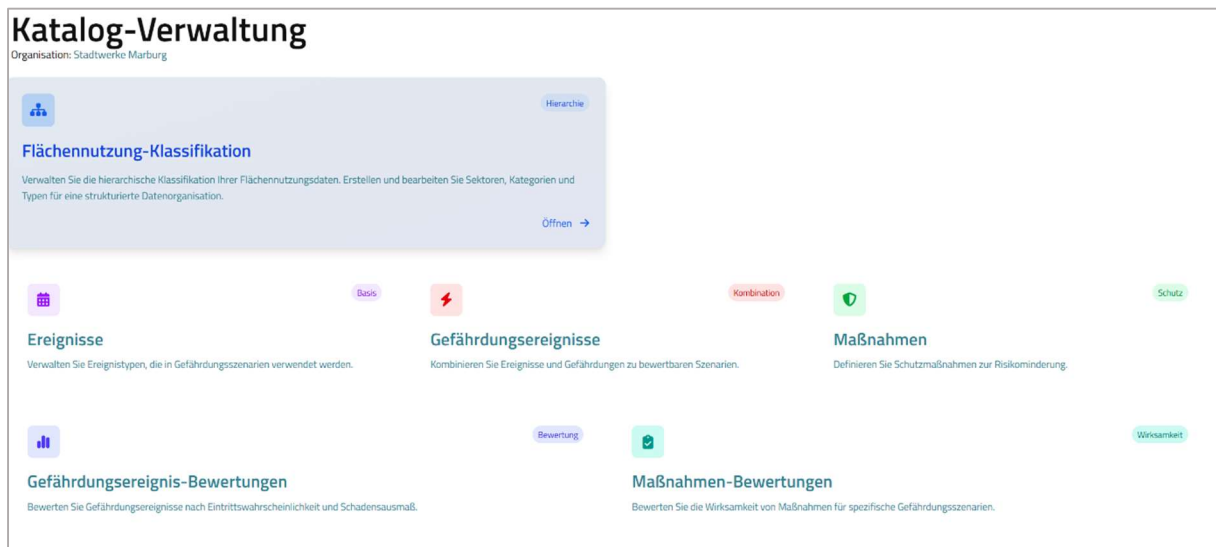 Katalog-Verwaltung
Organisation: Stadtwerke Marburg
Hierarchie
Flächennutzung-Klassifikation
Verwalten Sie die hierarchische Klassifikation Ihrer Flächennutzungsdaten. Erstellen und bearbeiten Sie Sektoren, Kategorien und
Typen für eine strukturierte Datenorganisation.
Öffnen →
Basis
Ereignisse
Verwalten Sie Ereignistypen, die in Gefährdungsszenarien verwendet werden.
Kombination
Gefährdungsereignisse
Kombinieren Sie Ereignisse und Gefährdungen zu bewertbaren Szenarien.
Schutz
Maßnahmen
Definieren Sie Schutzmaßnahmen zur Risikominderung.
Bewertung
Gefährdungsereignis-Bewertungen
Bewerten Sie Gefährdungsereignisse nach Eintrittswahrscheinlichkeit und Schadensausmaß.
Wirksamkeit
Maßnahmen-Bewertungen
Bewerten Sie die Wirksamkeit von Maßnahmen für spezifische Gefährdungsszenarien.